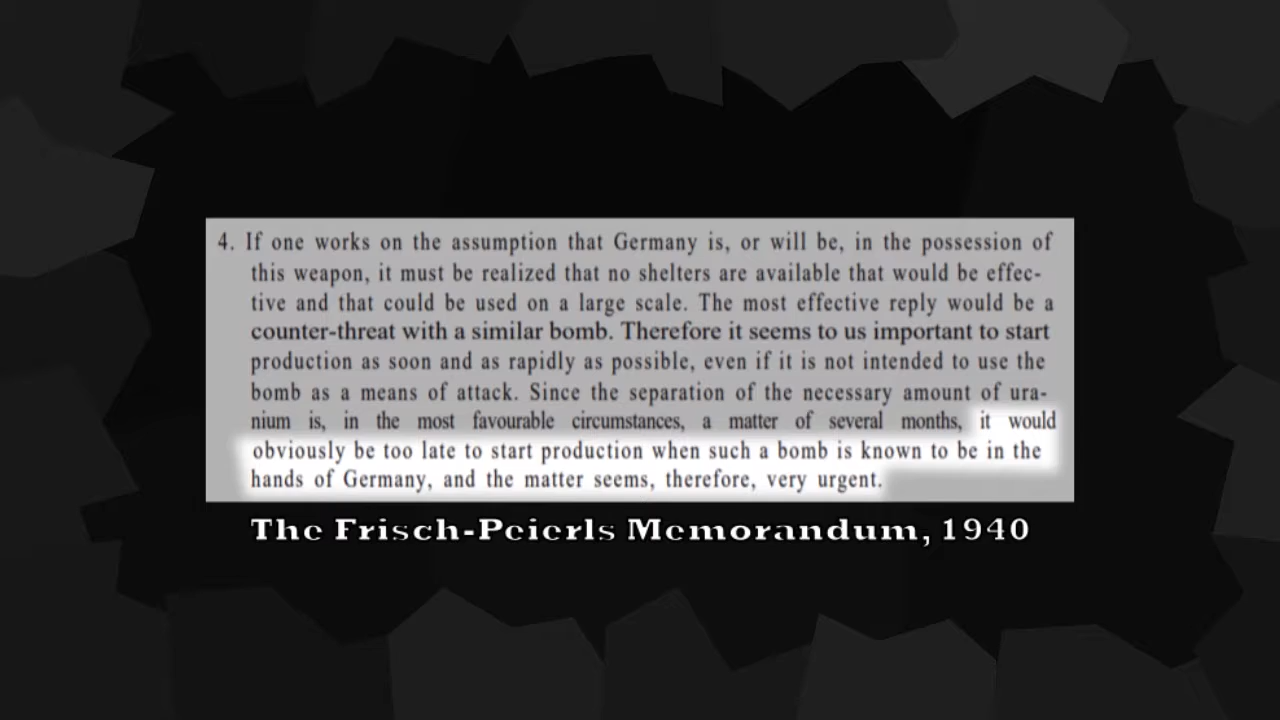 4. If one works on the assumption that Germany is, or will be, in the possession of
this weapon, it must be realized that no shelters are available that would be effec-
tive and that could be used on a large scale. The most effective reply would be a
counter-threat with a similar bomb. Therefore it seems to us important to start
production as soon and as rapidly as possible, even if it is not intended to use the
bomb as a means of attack. Since the separation of the necessary amount of ura-
nium is, in the most favourable circumstances, a matter of several months, it would
obviously be too late to start production when such a bomb is known to be in the
hands of Germany, and the matter seems, therefore, very urgent.
The Frisch-Peierls Memorandum, 1940